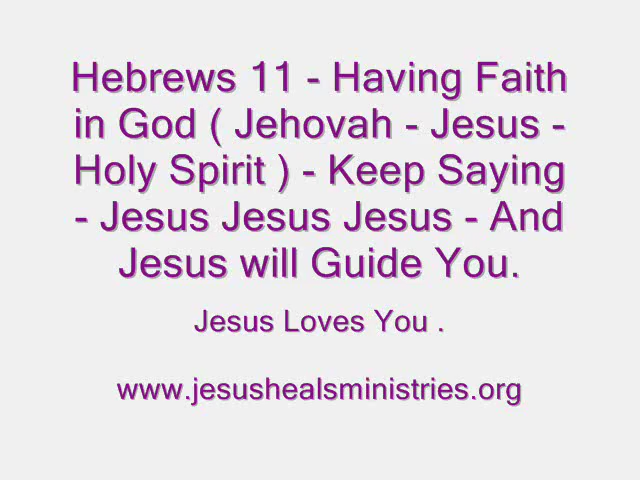 Hebrews 11 - Having Faith
in God ( Jehovah - Jesus -
Holy Spirit ) - Keep Saying
- Jesus Jesus Jesus - And
Jesus will Guide You.
Jesus Loves You .
www.jesushealsministries.org